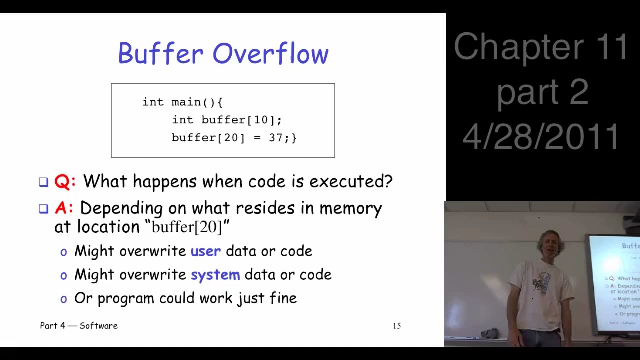 Buffer Overflow
int main(){
int buffer[10];
buffer[20] = 37;}
Q: What happens when code is executed?
A: Depending on what resides in memory
at location “buffer[20]”
Might overwrite user data or code
Might overwrite system data or code
Or program could work just fine
Part 4 — Software
15
Chapter 11
part 2
4/28/2011